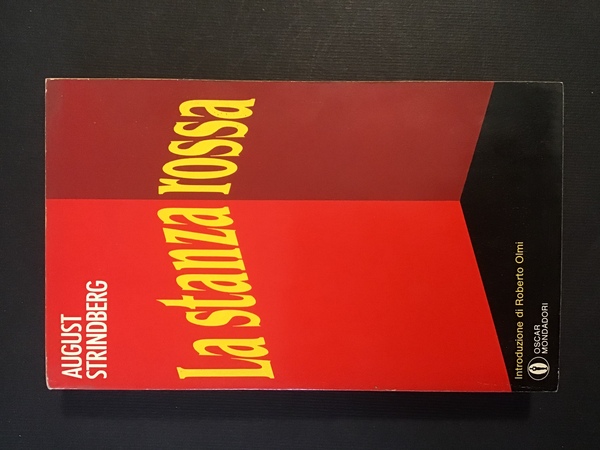 AUGUST
STRINDBERG
La stanza rossa
Introduzione di Roberto Olmi
OSCAR
MONDADORI